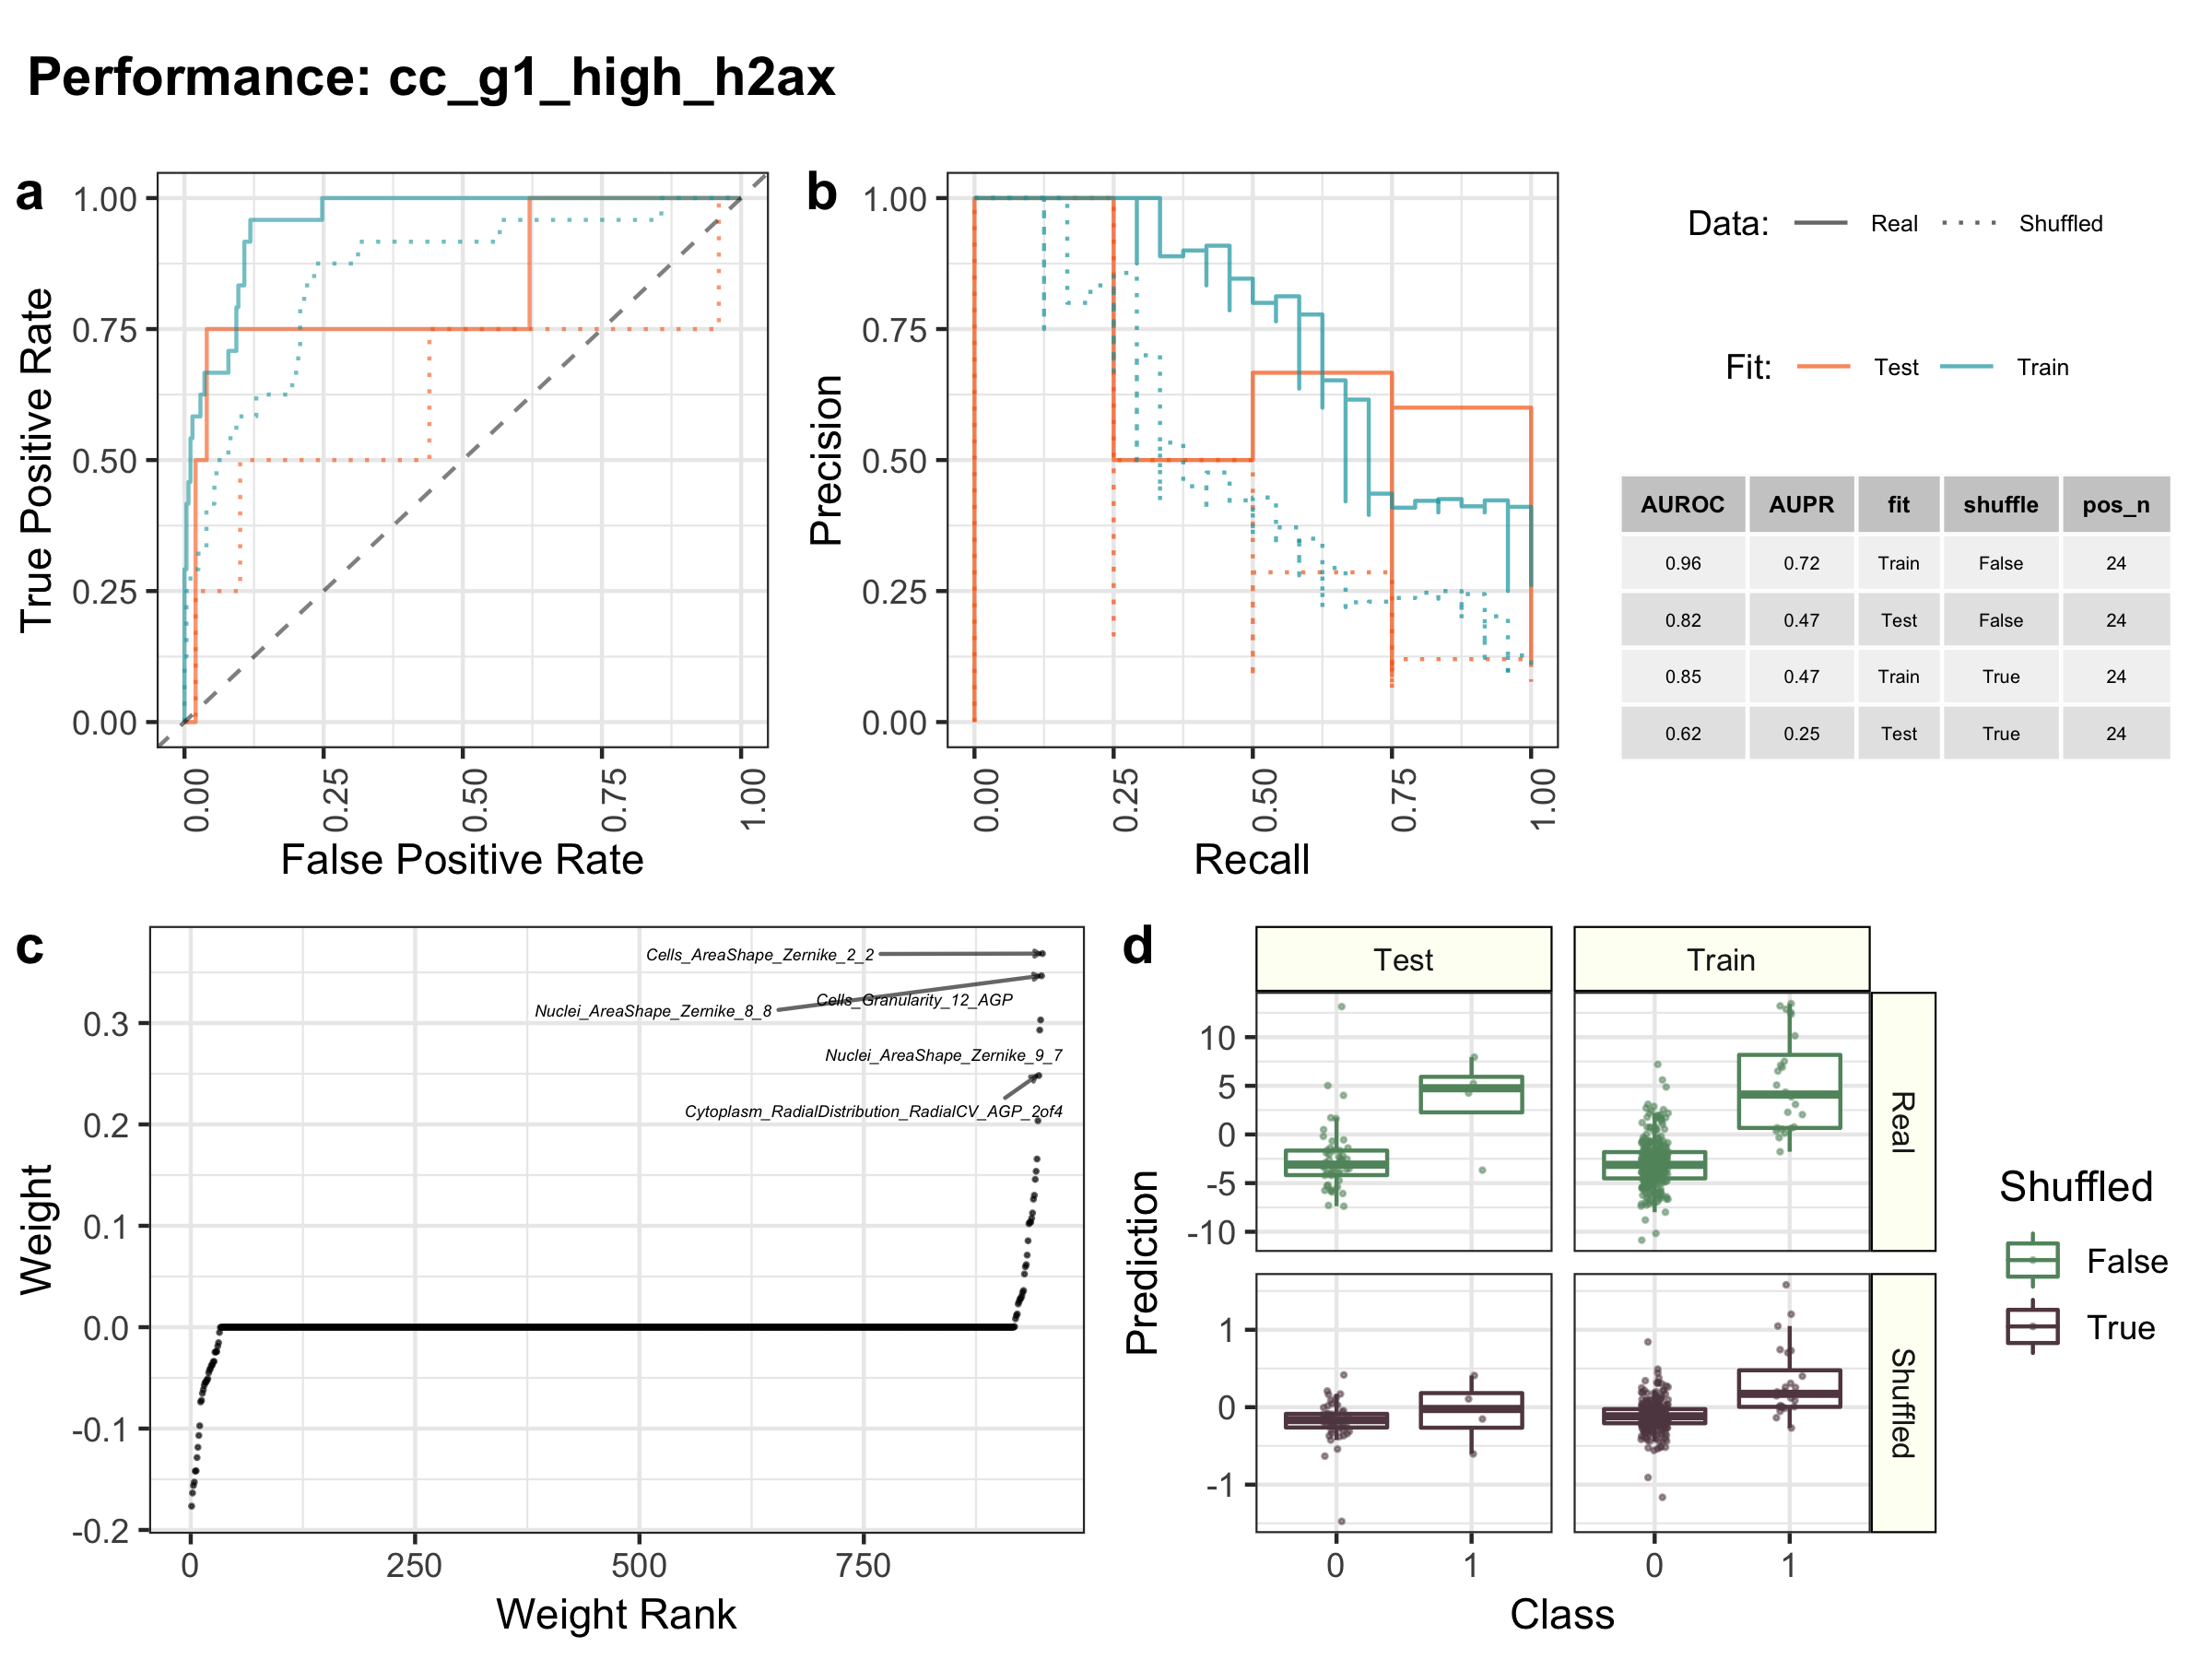 Performance: cc_g1_high_h2ax
a
True Positive Rate
1.00
0.75
0.50
0.25
0.00
0.00
0.25
0.50
0.75
1.00
False Positive Rate
b
Precision
1.00
0.75
0.50
0.25
0.00
0.00
0.25
0.50
0.75
1.00
Recall
Data: Real Shuffled
Fit: Test Train
AUROC AUPR fit shuffle pos_n
0.96 0.72 Train False 24
0.82 0.47 Test False 24
0.85 0.47 Train True 24
0.62 0.25 Test True 24
c
Weight
0.3
0.2
0.1
0.0
-0.1
-0.2
Cells_AreaShape_Zernike_2_2
Cells_Granularity_12_AGP
Nuclei_AreaShape_Zernike_8_8
Nuclei_AreaShape_Zernike_9_7
Cytoplasm_RadialDistribution_RadialCV_AGP_2of4
0 250 500 750
Weight Rank
d
Test Train
Prediction
10
5
0
-5
-10
Real
1
0
-1
Shuffled
0 1 0 1
Class
Shuffled
False
True